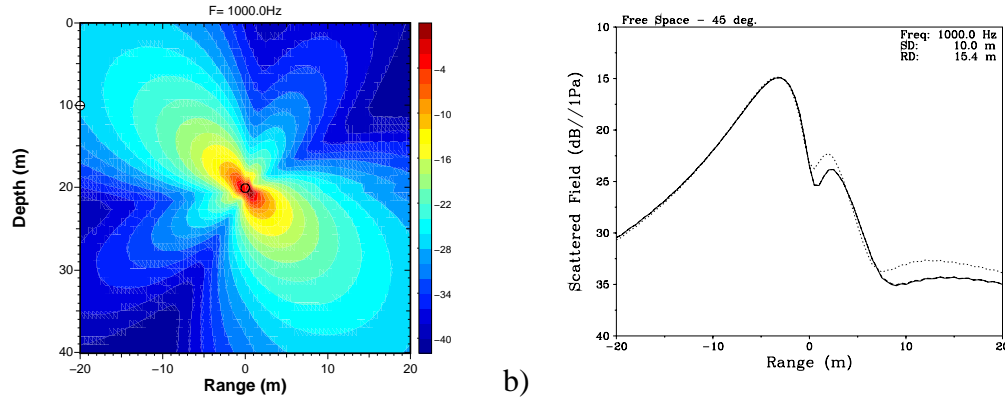 F= 1000.0Hz
0
10
20
30
40
Depth (m)
-20
-10
0
10
20
Range (m)
-4
-10
-16
-22
-28
-34
-40
b)
Free Space - 45 deg.
Freq: 1000.0 Hz
SD: 10.0 m
RD: 15.4 m
10
15
20
25
30
35
40
Scattered Field (dB//1Pa)
-20
-10
0
10
20
Range (m)